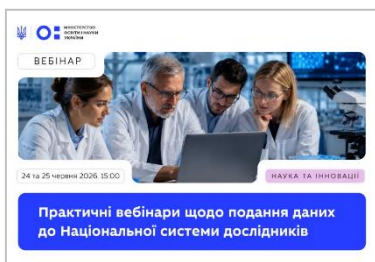 МІНІСТЕРСТВО
ОСВІТИ І НАУКИ
УКРАЇНИ
ВЕБІНАР
24 та 25 червня 2026, 15:00
НАУКА ТА ІННОВАЦІЇ
Практичні вебінари щодо подання даних
до Національної системи дослідників